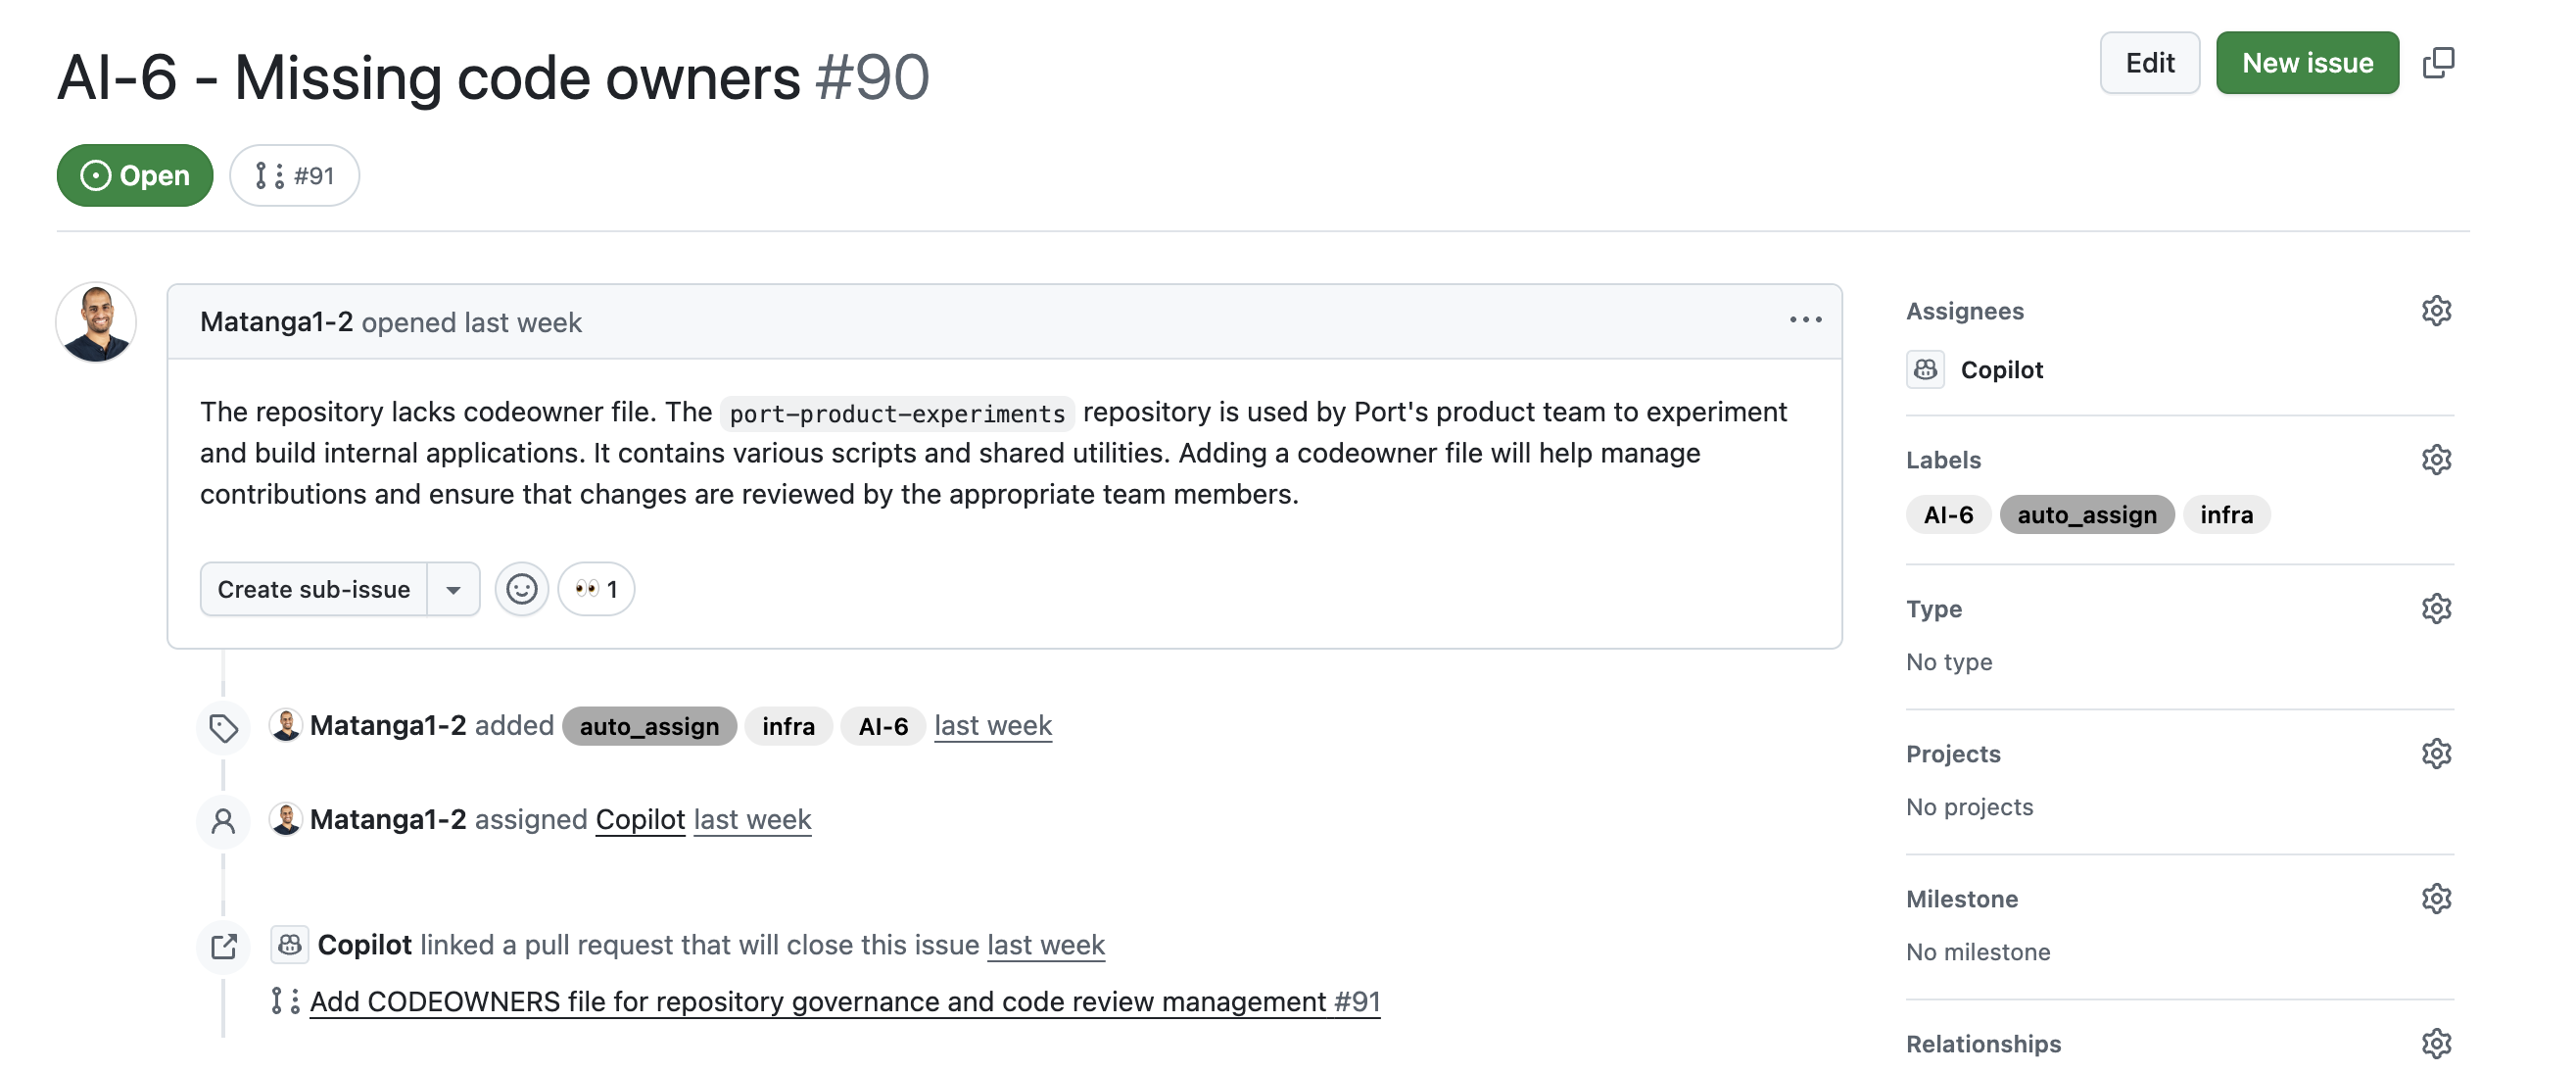 AI-6 - Missing code owners #90
Edit
New issue
Open
#91
Matanga1-2 opened last week
The repository lacks codeowner file. The port-product-experiments repository is used by Port's product team to experiment
and build internal applications. It contains various scripts and shared utilities. Adding a codeowner file will help manage
contributions and ensure that changes are reviewed by the appropriate team members.
Create sub-issue
👀 1
Matanga1-2 added auto_assign infra AI-6 last week
Matanga1-2 assigned Copilot last week
Copilot linked a pull request that will close this issue last week
Add CODEOWNERS file for repository governance and code review management #91
Assignees
Copilot
Labels
AI-6 auto_assign infra
Type
No type
Projects
No projects
Milestone
No milestone
Relationships